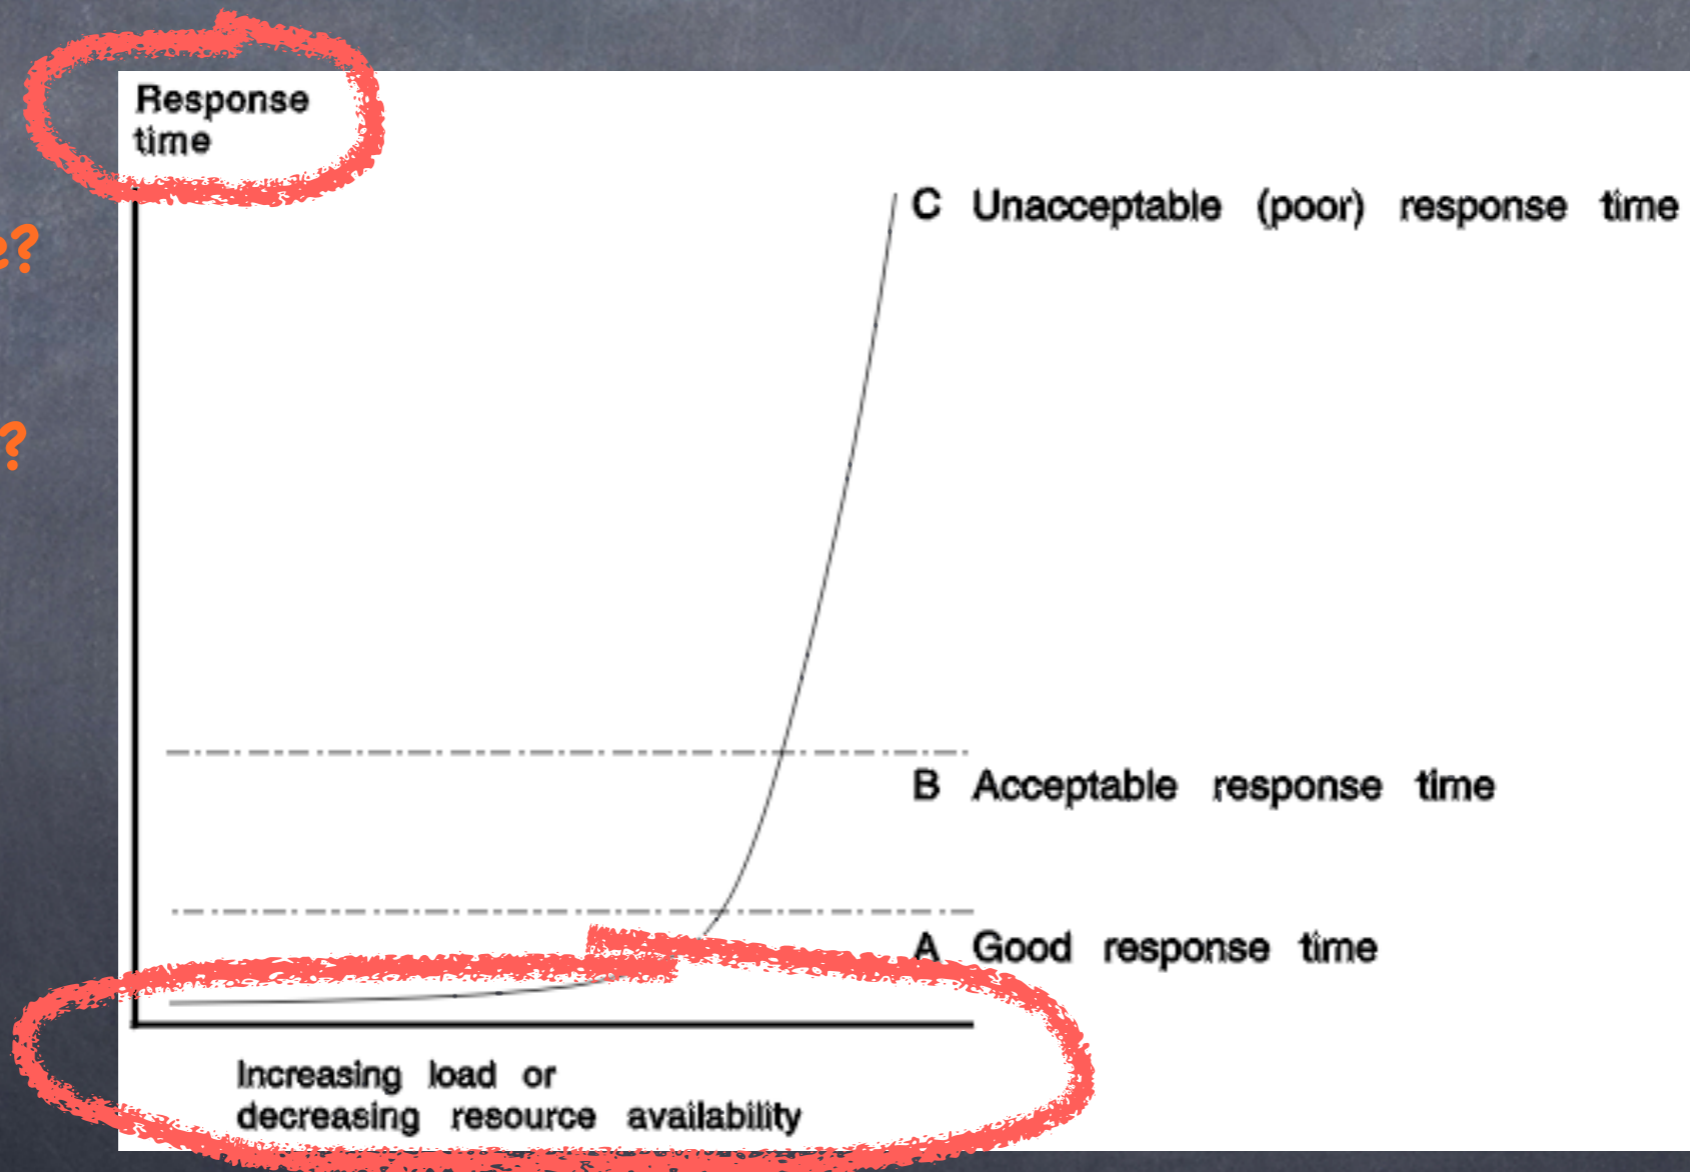 Response
time
C Unacceptable (poor) response time
?
?
B Acceptable response time
A Good response time
Increasing load or
decreasing resource availability